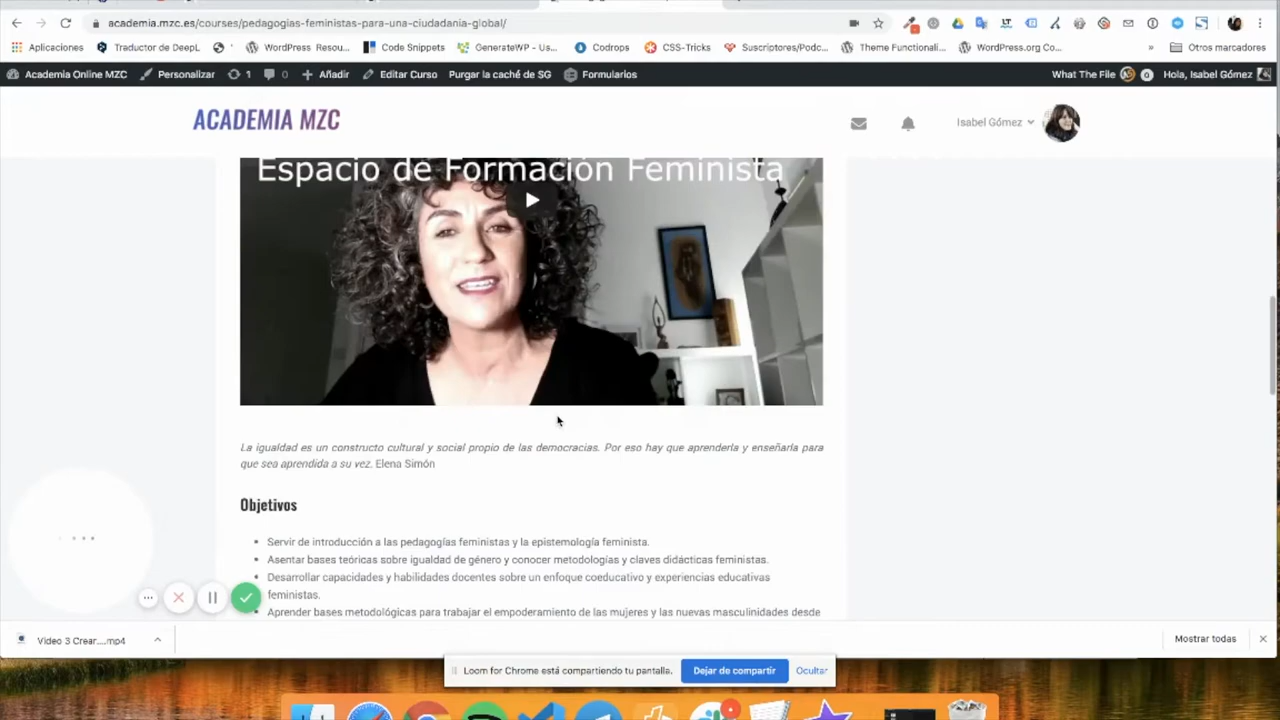 academia.mzc.es/courses/pedagogias-feministas-para-una-ciudadania-global/
Aplicaciones Traductor de DeepL WordPress Resou... Code Snippets GenerateWP - Us... Codrops CSS-Tricks Suscriptores/Podc... Theme Functionali... WordPress.org Co... » Otros marcadores
Academia Online MZC Personalizar 1 0 Añadir Editar Curso Purgar la caché de SG Formularios What The File 0 Hola, Isabel Gómez
ACADEMIA MZC Isabel Gómez
Espacio de Formación Feminista
La igualdad es un constructo cultural y social propio de las democracias. Por eso hay que aprenderla y enseñarla para
que sea aprendida a su vez. Elena Simón
Objetivos
Servir de introducción a las pedagogías feministas y la epistemología feminista.
Asentar bases teóricas sobre igualdad de género y conocer metodologías y claves didácticas feministas.
Desarrollar capacidades y habilidades docentes sobre un enfoque coeducativo y experiencias educativas
feministas.
Aprender bases metodológicas para trabajar el empoderamiento de las mujeres y las nuevas masculinidades desde
Video 3 Crear....mp4 Mostrar todas
Loom for Chrome está compartiendo tu pantalla. Dejar de compartir Ocultar